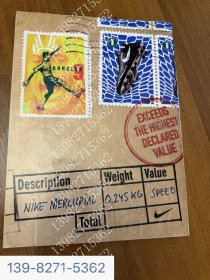 RONALDO
EXCEEDS
THE HIGHEST
DECLARED
VALUE
Description Weight Value
NIKE MERCURIAL 0,245 KG SPEED
Total
139-8271-5362